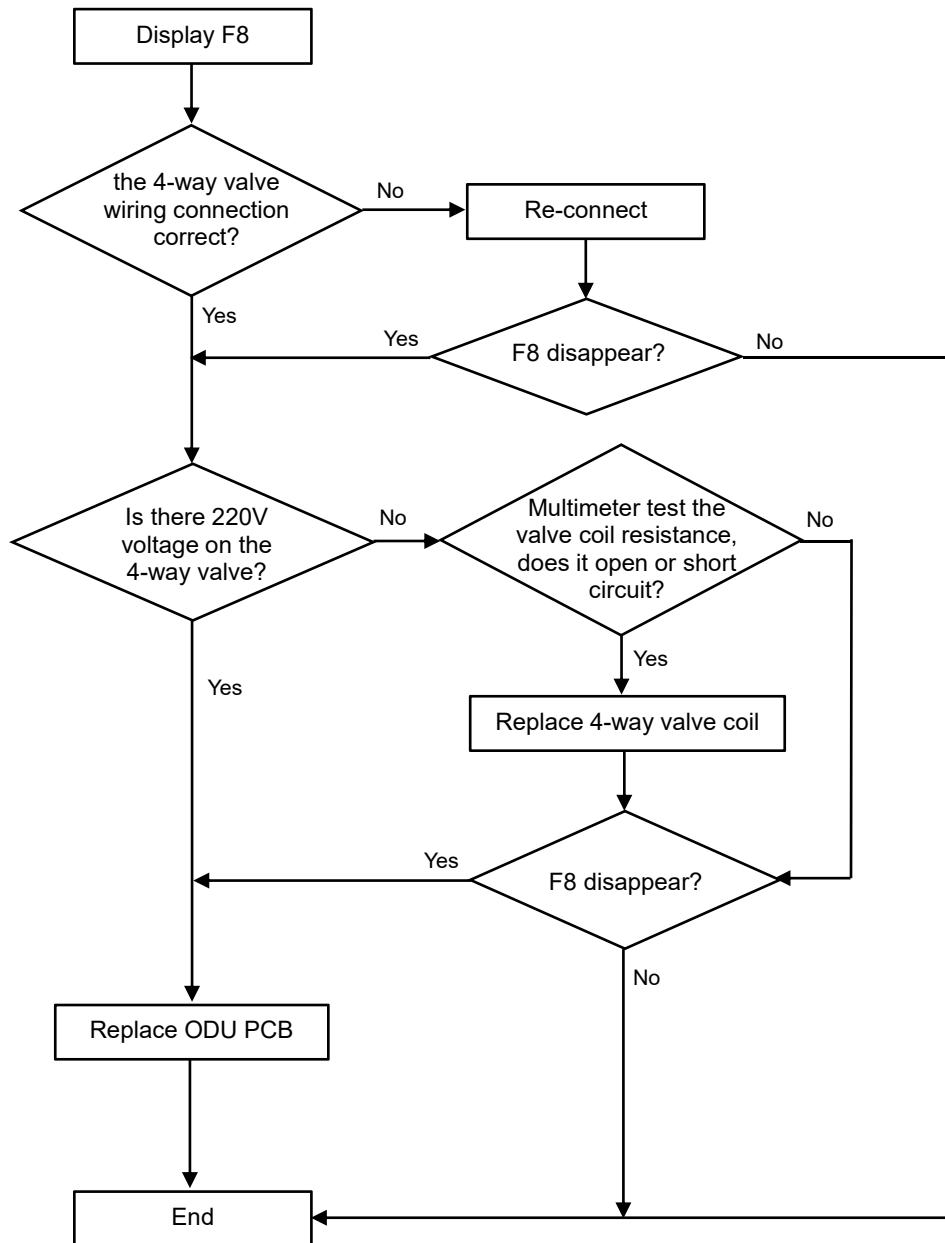 Display F8
the 4-way valve
wiring connection
correct?
No
Re-connect
Yes
Yes
F8 disappear?
No
Is there 220V
voltage on the
4-way valve?
No
Multimeter test the
valve coil resistance,
does it open or short
circuit?
No
Yes
Yes
Replace 4-way valve coil
Yes
F8 disappear?
No
Replace ODU PCB
End